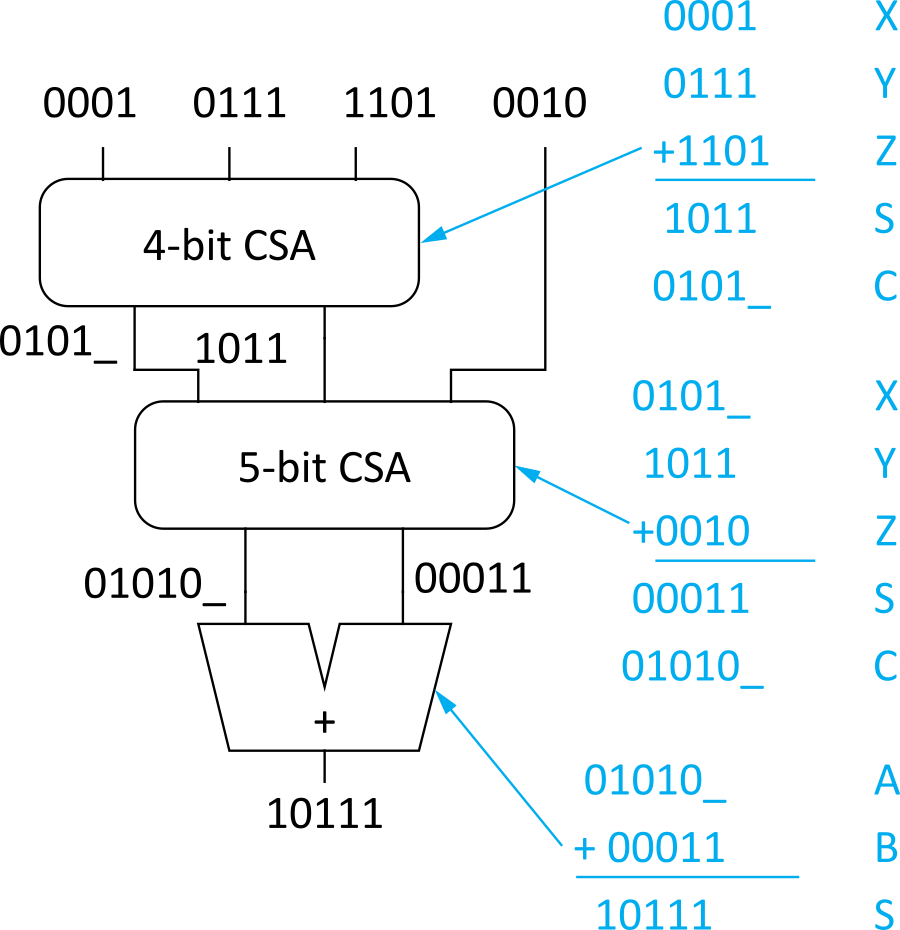 0001 0111 1101 0010
4-bit CSA
0101_ 1011
5-bit CSA
01010_ 00011
+
10111
0001 X
0111 Y
+1101 Z
1011 S
0101_ C
0101_ X
1011 Y
+0010 Z
00011 S
01010_ C
01010_ A
+ 00011 B
10111 S